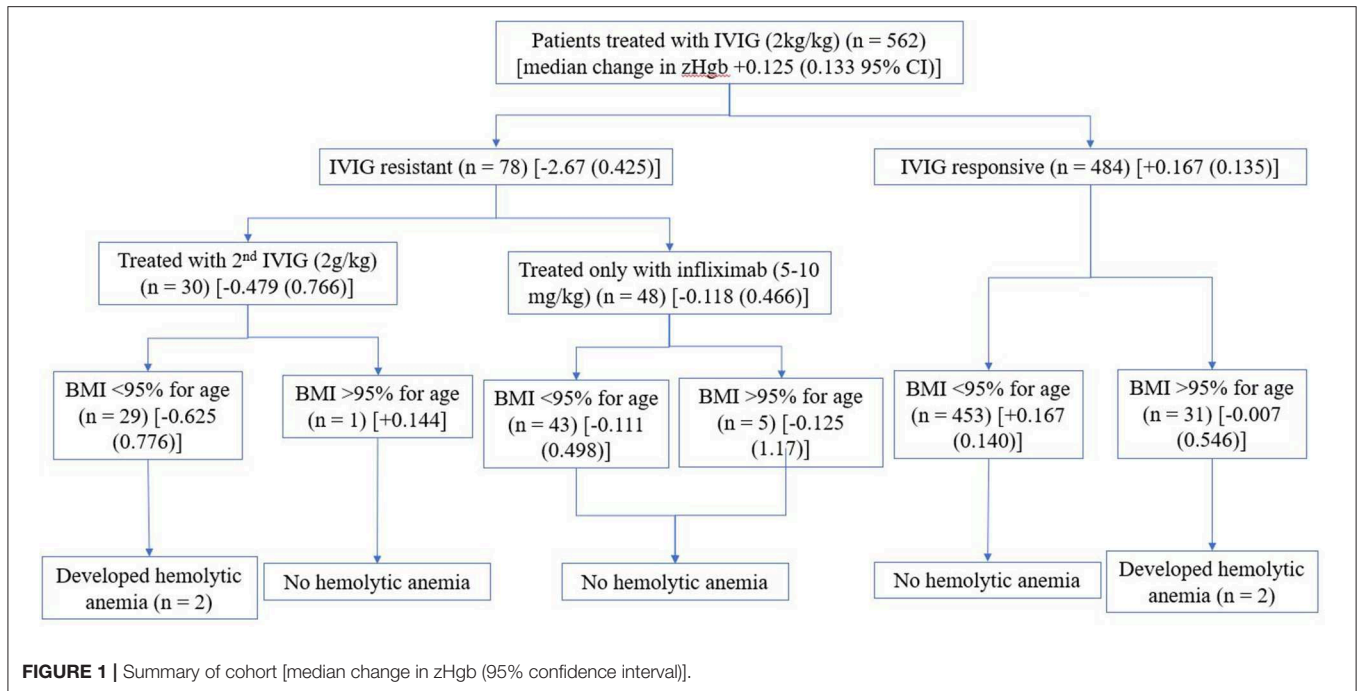 Patients treated with IVIG (2kg/kg) (n = 562)
[median change in zHgb +0.125 (0.133 95% CI)]
IVIG resistant (n = 78) [-2.67 (0.425)]
IVIG responsive (n = 484) [+0.167 (0.135)]
Treated with 2nd IVIG (2g/kg)
(n = 30) [-0.479 (0.766)]
Treated only with infliximab (5-10
mg/kg) (n = 48) [-0.118 (0.466)]
BMI <95% for age
(n = 29) [-0.625
(0.776)]
BMI >95% for age
(n = 1) [+0.144]
BMI <95% for age
(n = 43) [-0.111
(0.498)]
BMI >95% for age
(n = 5) [-0.125
(1.17)]
BMI <95% for age
(n = 453) [+0.167
(0.140)]
BMI >95% for age
(n = 31) [-0.007
(0.546)]
Developed hemolytic
anemia (n = 2)
No hemolytic anemia
No hemolytic anemia
No hemolytic anemia
Developed hemolytic
anemia (n = 2)
FIGURE 1 | Summary of cohort [median change in zHgb (95% confidence interval)].